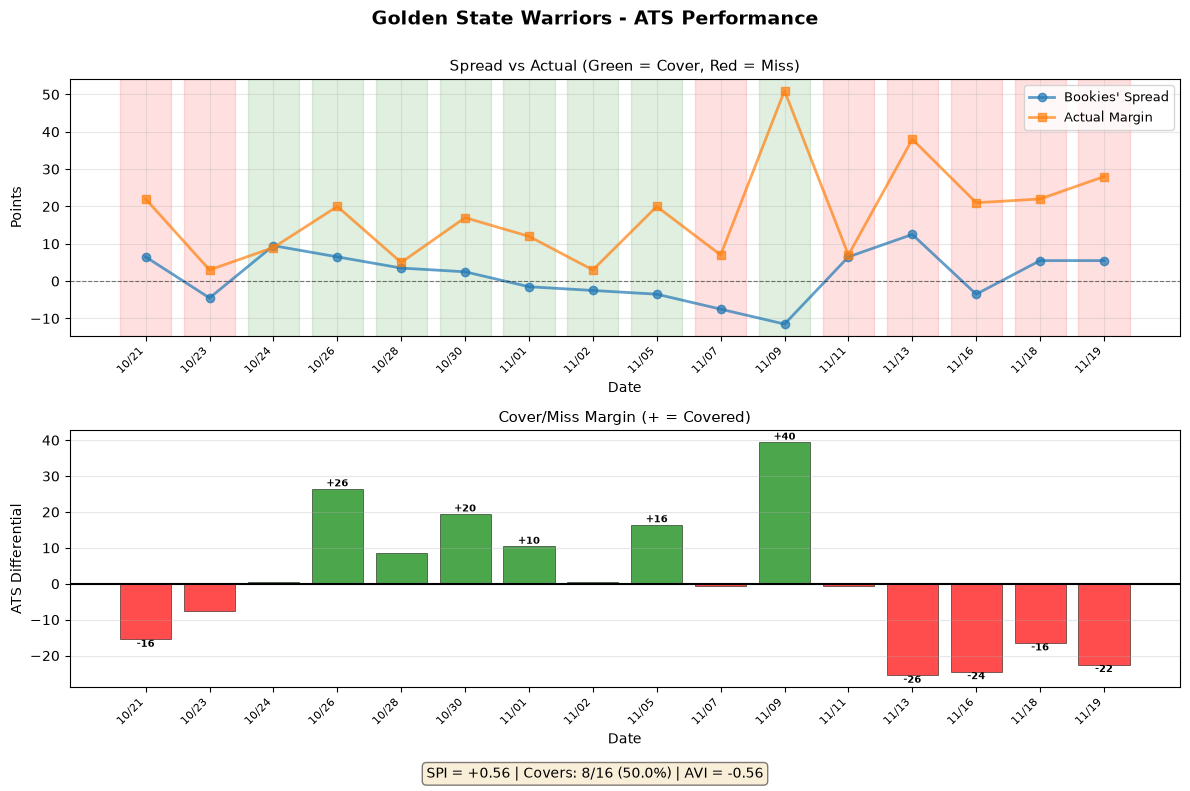 Golden State Warriors - ATS Performance
Spread vs Actual (Green = Cover, Red = Miss)
Points
50
40
30
20
10
0
−10
Bookies' Spread
Actual Margin
10/21 10/23 10/24 10/26 10/28 10/30 11/01 11/02 11/05 11/07 11/09 11/11 11/13 11/16 11/18 11/19
Date
Cover/Miss Margin (+ = Covered)
ATS Differential
40
30
20
10
0
−10
−20
-16
+26
+20
+10
+16
+40
-26
-24
-16
-22
10/21 10/23 10/24 10/26 10/28 10/30 11/01 11/02 11/05 11/07 11/09 11/11 11/13 11/16 11/18 11/19
Date
SPI = +0.56 | Covers: 8/16 (50.0%) | AVI = -0.56